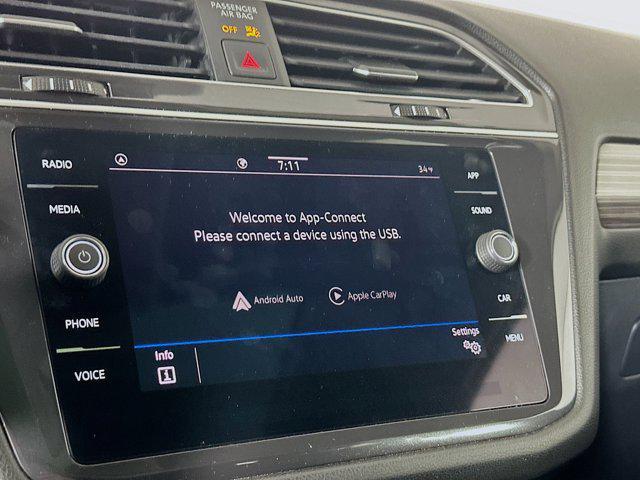 PASSENGER
AIR BAG
OFF
RADIO
MEDIA
PHONE
VOICE
7:11
34°F
Welcome to App-Connect
Please connect a device using the USB.
Android Auto
Apple CarPlay
Info
Settings
APP
SOUND
CAR
MENU